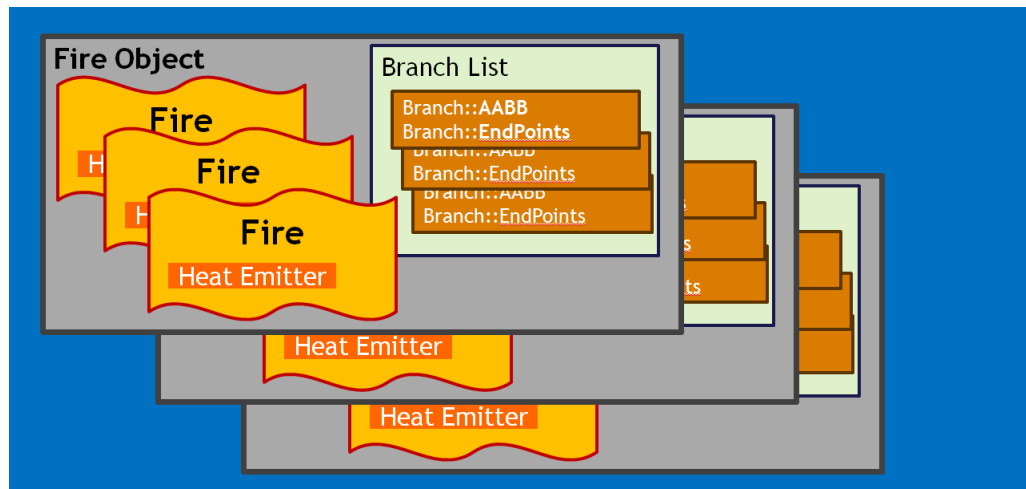 Fire Object
Fire
H
Fire
H
Fire
Heat Emitter
Branch List
Branch::AABB
Branch::EndPoints
Branch::AABB
Branch::EndPoints
Branch::AABB
Branch::EndPoints
s
s
ts
Heat Emitter
Heat Emitter